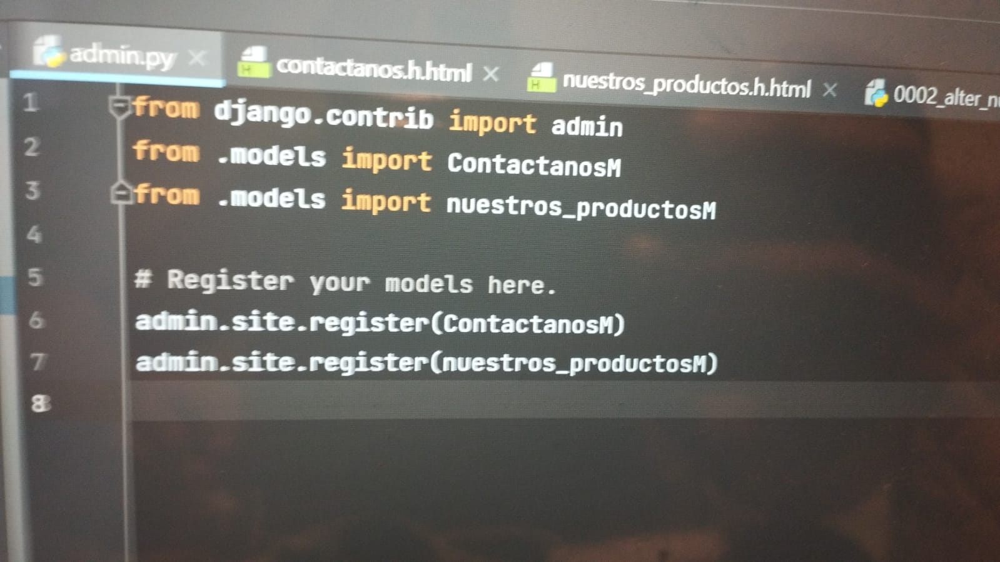 admin.py
contactanos.h.html
nuestros_productos.h.html
0002_alter_n
1 from django.contrib import admin
2 from .models import ContactanosM
3 from .models import nuestros_productosM
4
5 # Register your models here.
6 admin.site.register(ContactanosM)
7 admin.site.register(nuestros_productosM)
8